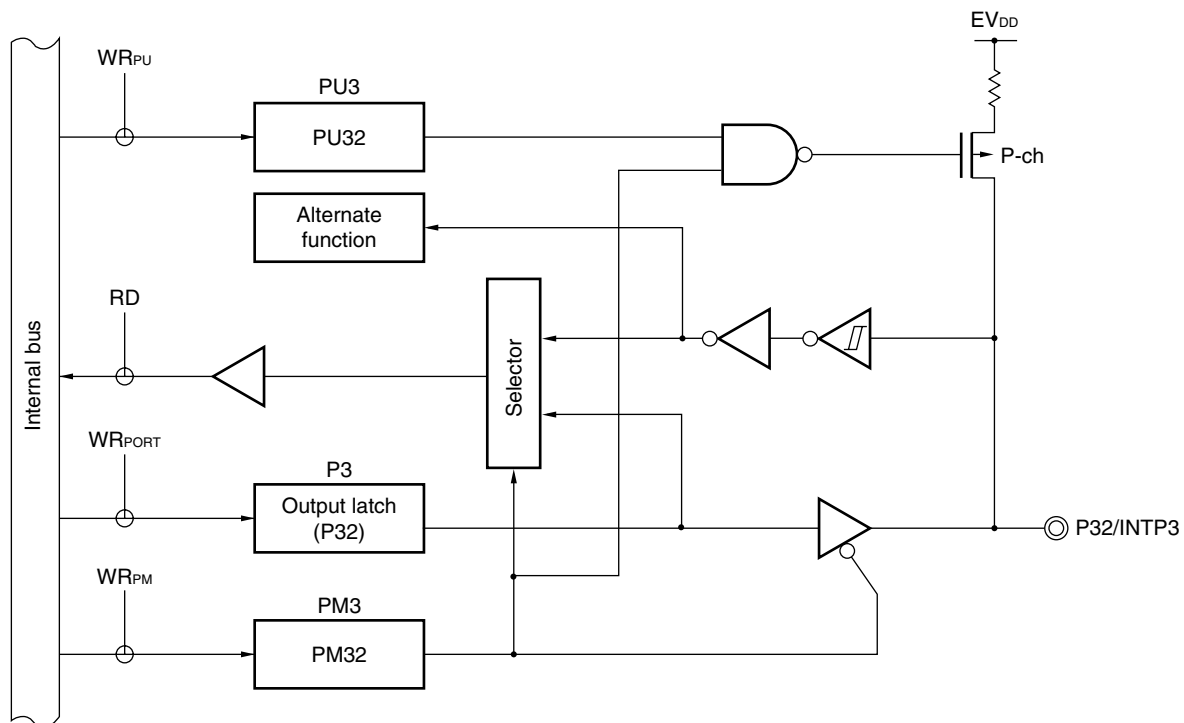 EVDD
WRPU
PU3
PU32
P-ch
Alternate
function
RD
Selector
Internal bus
WRPORT
P3
Output latch
(P32)
P32/INTP3
WRPM
PM3
PM32